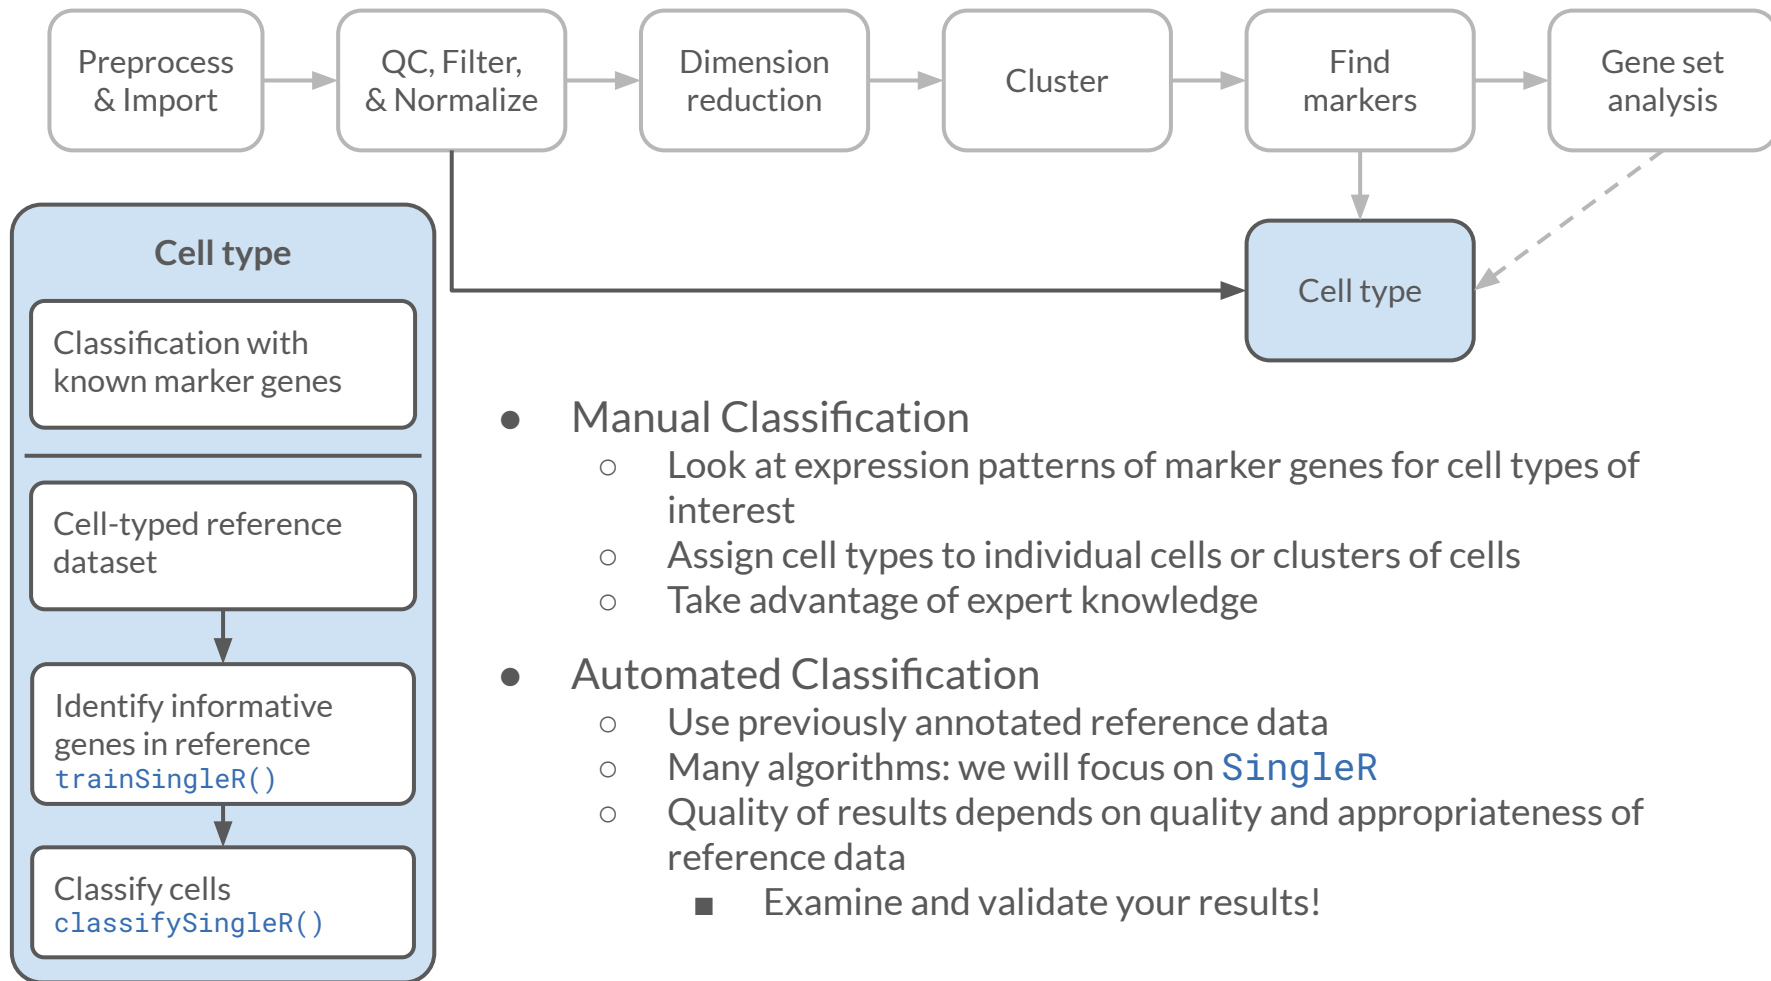 Preprocess
& Import
QC, Filter,
& Normalize
Dimension
reduction
Cluster
Find
markers
Gene set
analysis
Cell type
Cell type
Classification with
known marker genes
Cell-typed reference
dataset
Identify informative
genes in reference
trainSingleR()
Classify cells
classifySingleR()
● Manual Classification
○ Look at expression patterns of marker genes for cell types of
interest
○ Assign cell types to individual cells or clusters of cells
○ Take advantage of expert knowledge
● Automated Classification
○ Use previously annotated reference data
○ Many algorithms: we will focus on SingleR
○ Quality of results depends on quality and appropriateness of
reference data
■ Examine and validate your results!